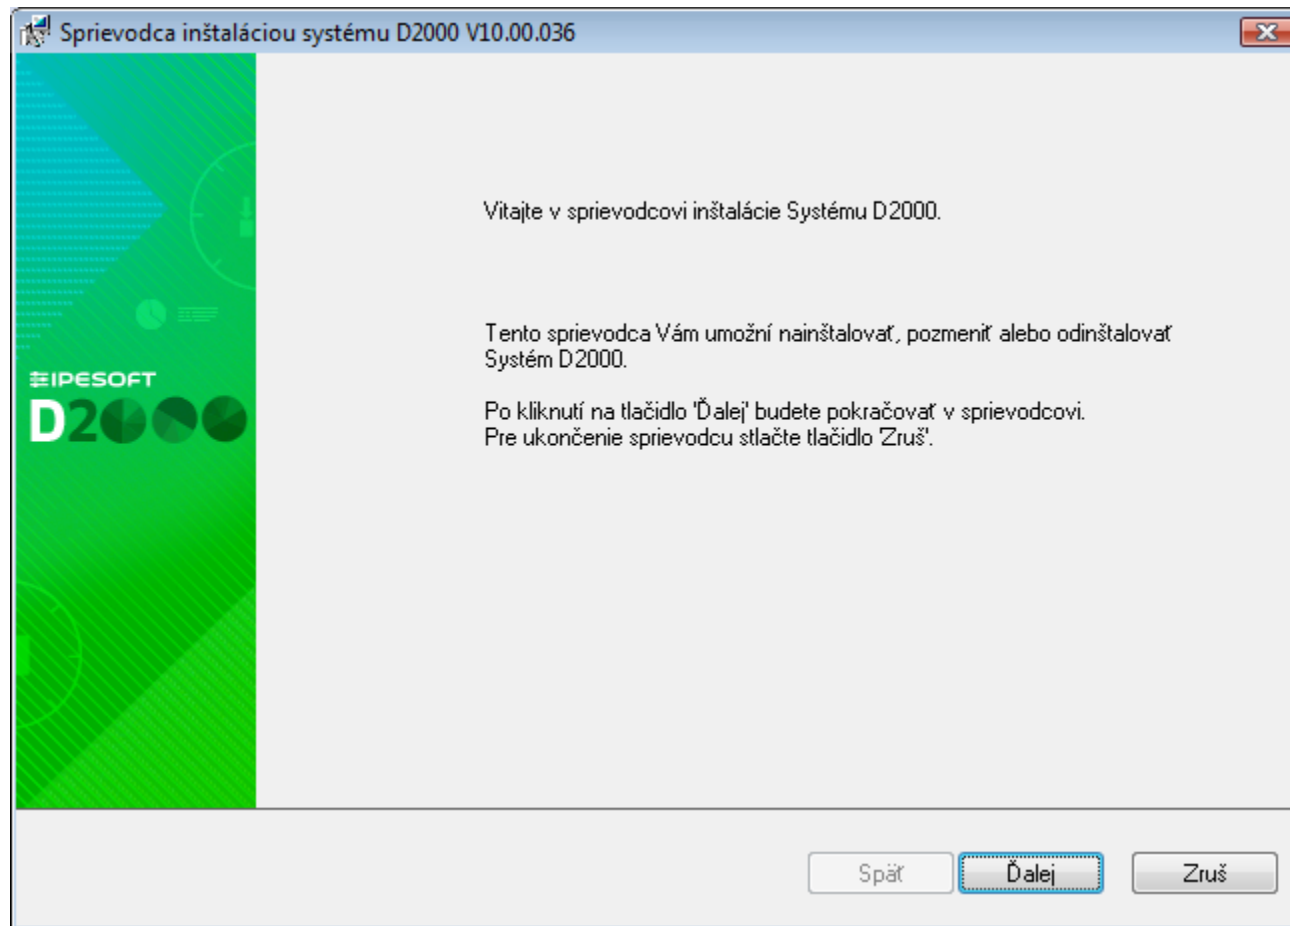 Sprievodca inštaláciou systému D2000 V10.00.036
Vitajte v sprievodcovi inštalácie Systému D2000.
Tento sprievodca Vám umožní nainštalovať, pozmeniť alebo odinštalovať
Systém D2000.
IPESOFT
D2000
Po kliknutí na tlačidlo 'Ďalej' budete pokračovať v sprievodcovi.
Pre ukončenie sprievodcu stlačte tlačidlo 'Zruš'.
Späť
Ďalej
Zruš